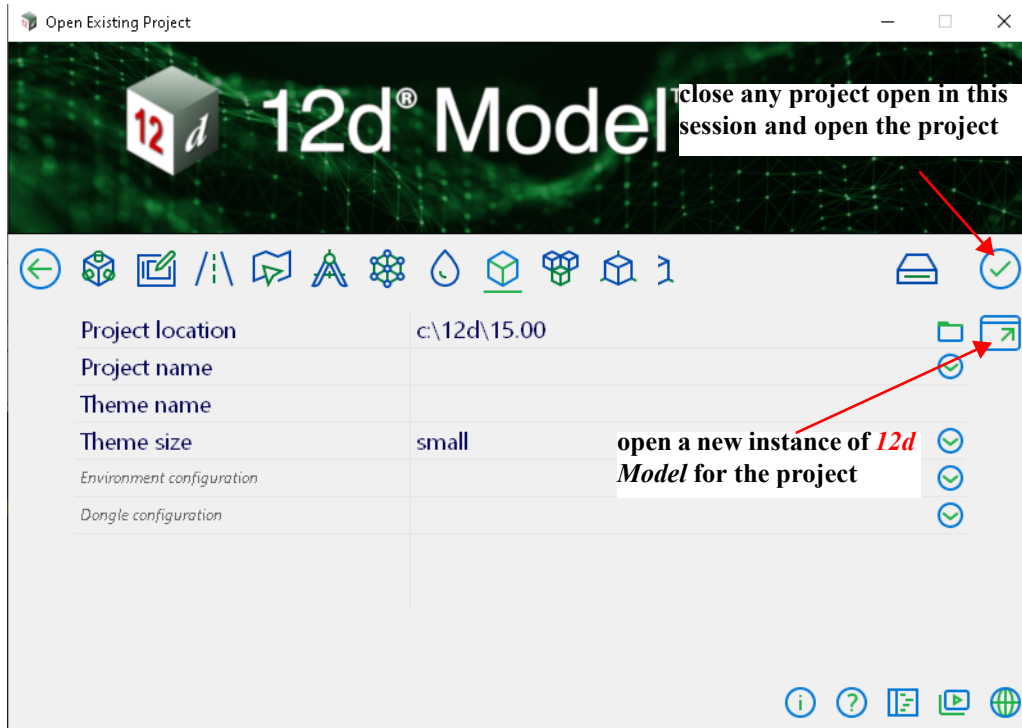 Open Existing Project
12 d 12d® Model™
close any project open in this
session and open the project
Project location c:\12d\15.00
Project name
Theme name
Theme size small
open a new instance of 12d
Model for the project
Environment configuration
Dongle configuration